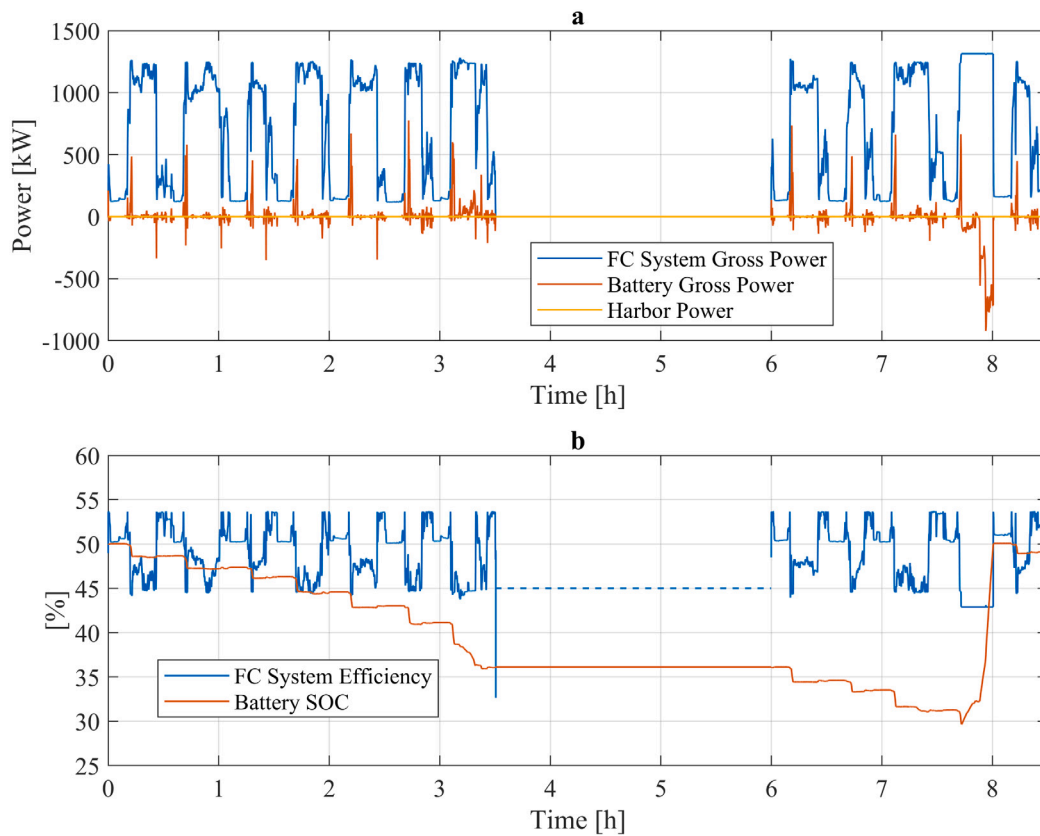 a
1500
1000
500
0
-500
-1000
Power [kW]
FC System Gross Power
Battery Gross Power
Harbor Power
0 1 2 3 4 5 6 7 8
Time [h]
b
60
55
50
45
40
35
30
25
[%]
FC System Efficiency
Battery SOC
0 1 2 3 4 5 6 7 8
Time [h]